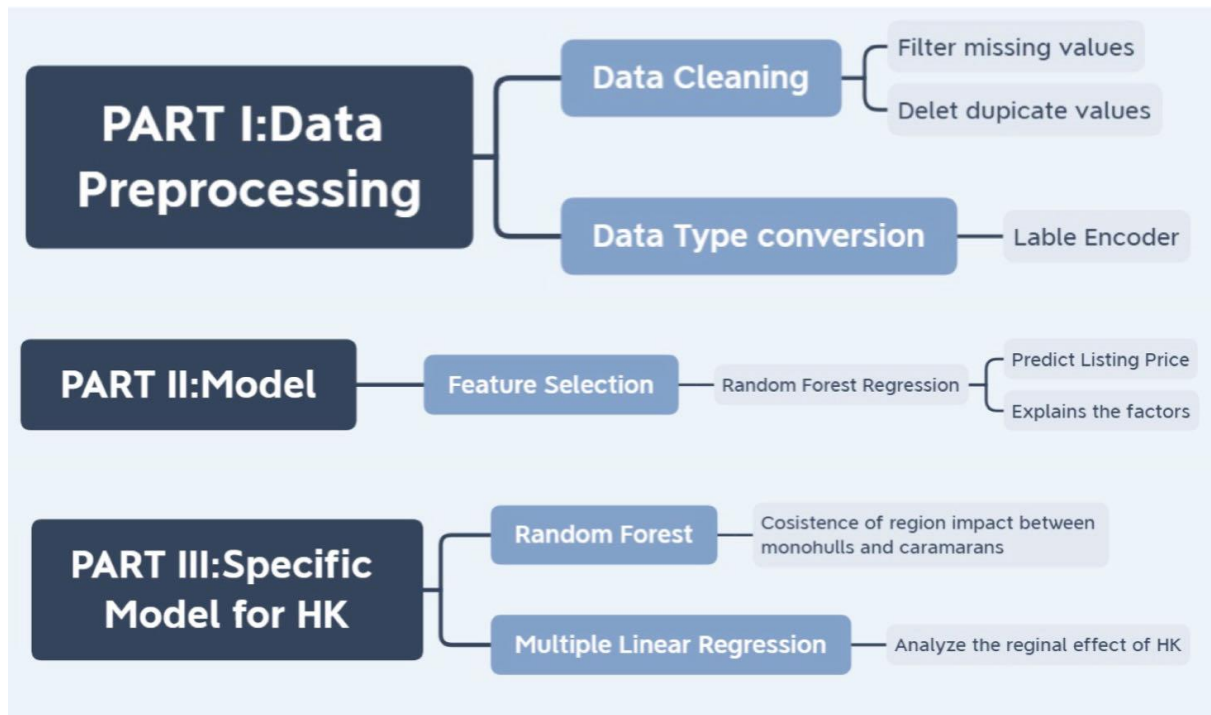 PART I:Data
Preprocessing
Data Cleaning
Filter missing values
Delet dupicate values
Data Type conversion
Lable Encoder
PART II:Model
Feature Selection
Random Forest Regression
Predict Listing Price
Explains the factors
PART III:Specific
Model for HK
Random Forest
Cosistence of region impact between
monohulls and caramarans
Multiple Linear Regression
Analyze the reginal effect of HK